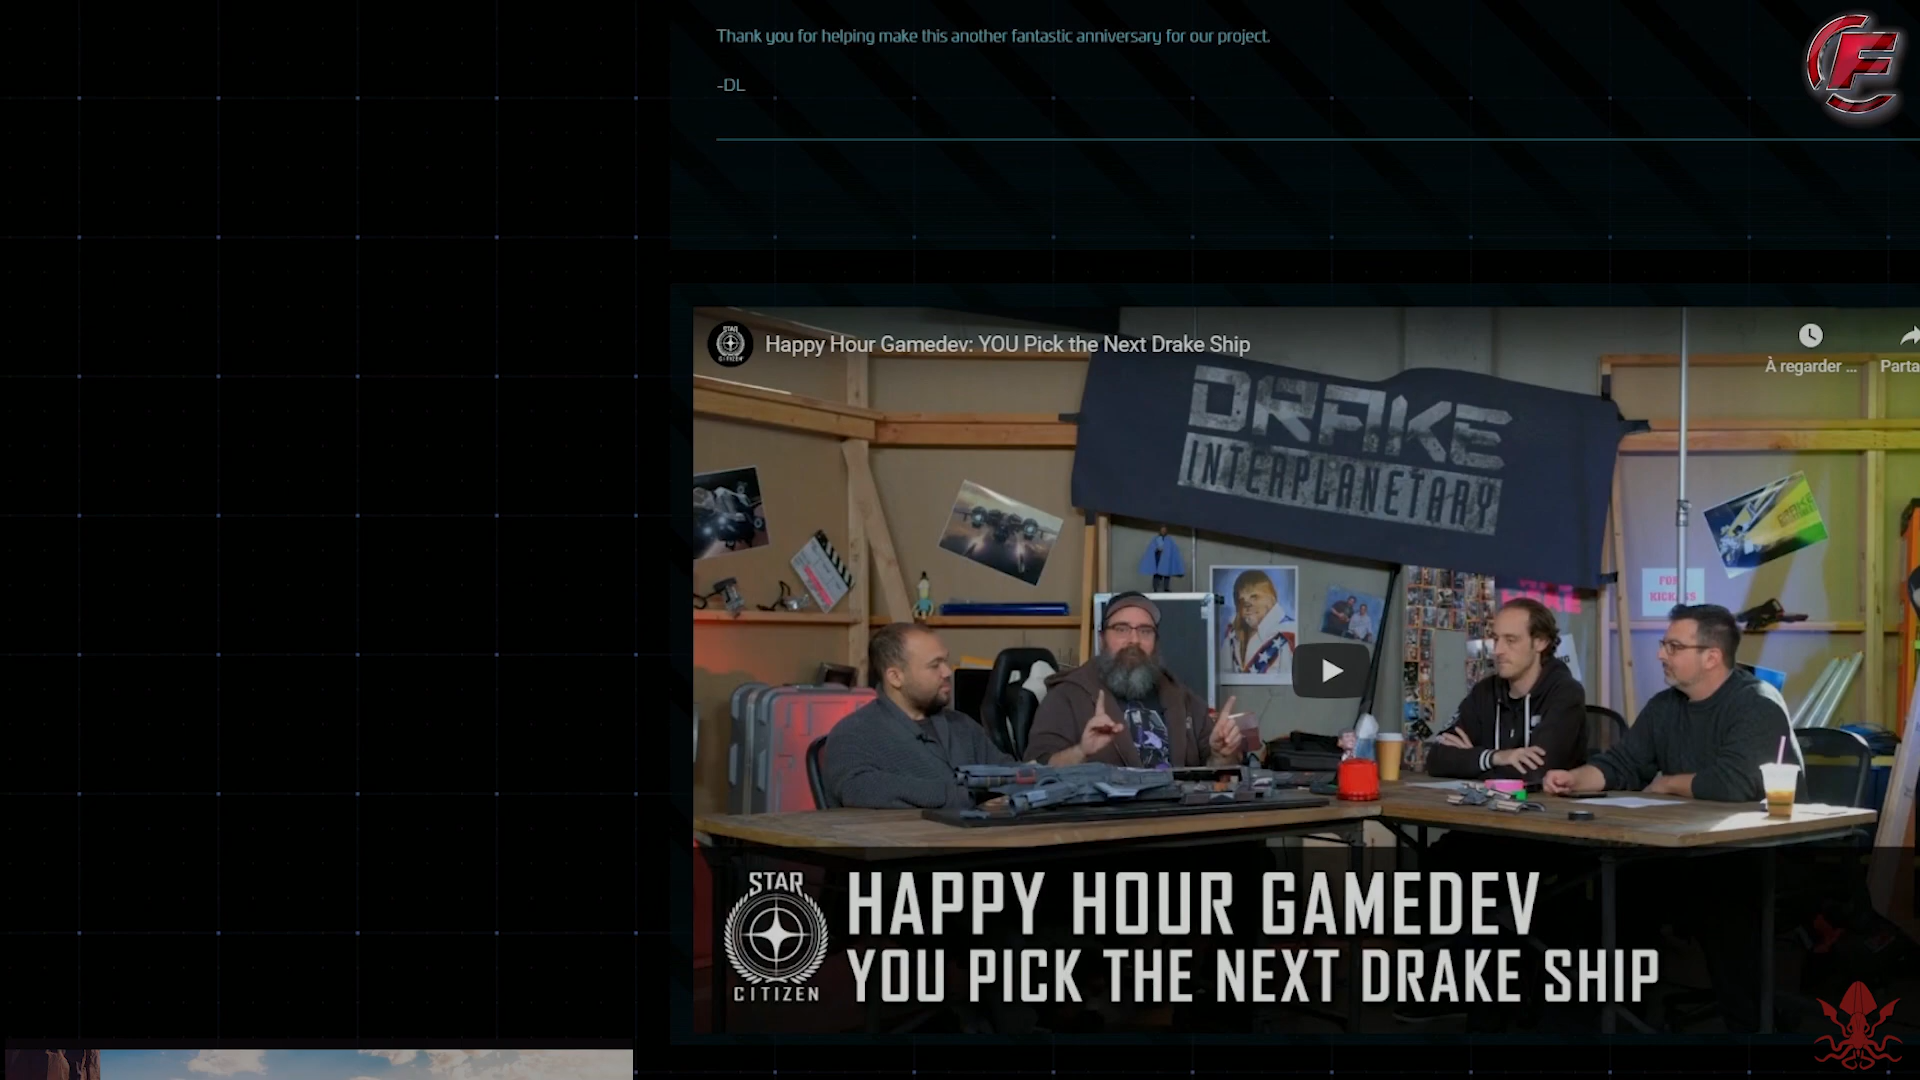 Thank you for helping make this another fantastic anniversary for our project.
-DL
Happy Hour Gamedev: YOU Pick the Next Drake Ship
À regarder ...
Parta
DRAKE
INTERPLANETARY
FOR
STAR
CITIZEN
HAPPY HOUR GAMEDEV
YOU PICK THE NEXT DRAKE SHIP